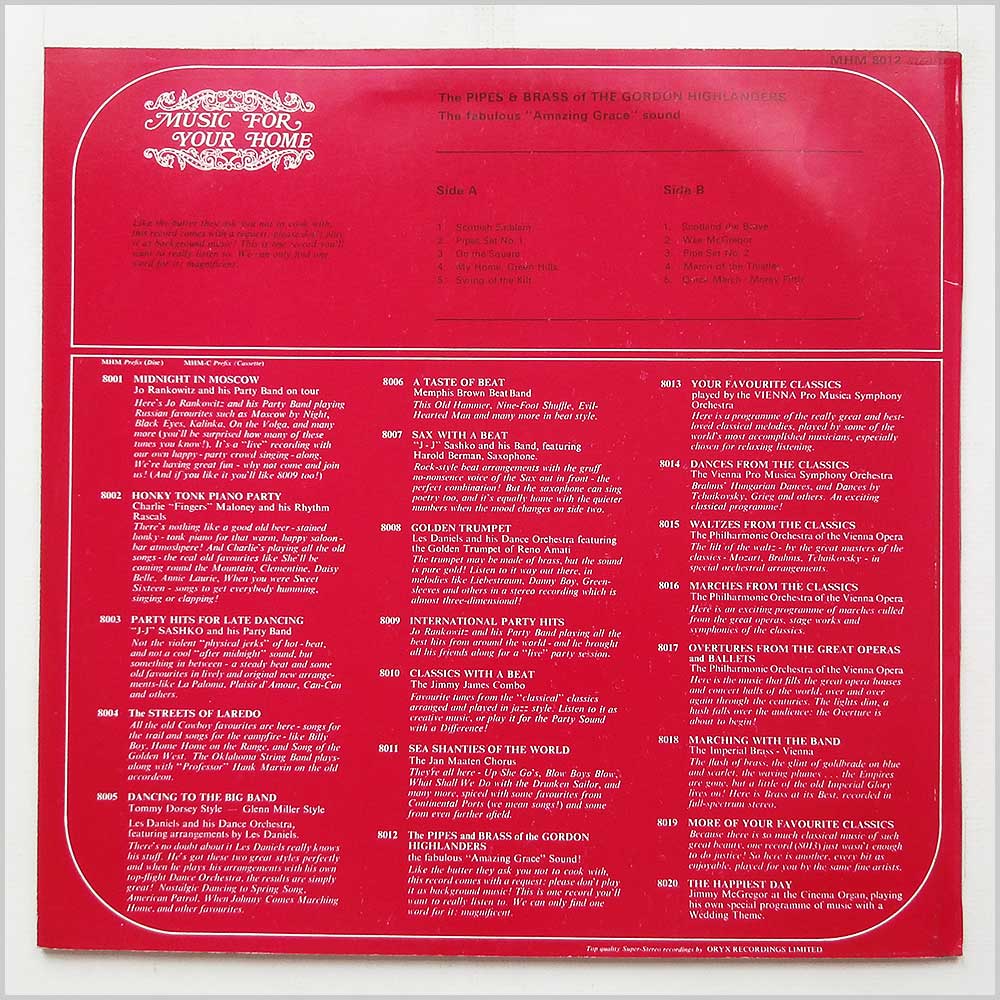 MHM 8012
MUSIC FOR
YOUR HOME
The PIPES & BRASS of THE GORDON HIGHLANDERS
The fabulous "Amazing Grace" sound
Like the butter they ask you not to cook with,
this record comes with a request: please don't play
it as background music! This is one record you'll
want to really listen to. We can only find one
word for it: magnificent.
Side A
1. Scottish Emblem
2. Pipes Set No. 1
3. On the Square
4. My Home, Green Hills
5. Swing of the Kilt
Side B
1. Scotland the Brave
2. Wee McGregor
3. Pipe Set No. 2
4. March of the Thistle
5. Quick March - Moray Firth
MHM Prefix (Disc) MHM-C Prefix (Cassette)
8001 MIDNIGHT IN MOSCOW
Jo Rankowitz and his Party Band on tour
Here's Jo Rankowitz and his Party Band playing
Russian favourites such as Moscow by Night,
Black Eyes, Kalinka, On the Volga, and many
more (you'll be surprised how many of these
tunes you know!). It's a "live" recording with
our own happy - party crowd singing - along.
We're having great fun - why not come and join
us! (And if you like it you'll like 8009 too!)
8002 HONKY TONK PIANO PARTY
Charlie "Fingers" Maloney and his Rhythm
Rascals
There's nothing like a good old beer - stained
honky - tonk piano for that warm, happy saloon-
bar atmosphere! And Charlie's playing all the old
songs - the real old favourites like She'll be
coming round the Mountain, Clementine, Daisy
Belle, Annie Laurie, When you were Sweet
Sixteen - songs to get everybody humming,
singing or clapping!
8003 PARTY HITS FOR LATE DANCING
"J-J" SASHKO and his Party Band
Not the violent "physical jerks" of hot - beat,
and not a cool "after midnight" sound, but
something in between - a steady beat and some
old favourites in lively and original new arrange-
ments-like La Paloma, Plaisir d'Amour, Can-Can
and others.
8004 The STREETS OF LAREDO
All the old Cowboy favourites are here - songs for
the trail and songs for the campfire - like Billy
Boy, Home Home on the Range, and Song of the
Golden West. The Oklahoma String Band plays-
along with "Professor" Hank Marvin on the old
accordeon.
8005 DANCING TO THE BIG BAND
Tommy Dorsey Style — Glenn Miller Style
Les Daniels and his Dance Orchestra,
featuring arrangements by Les Daniels.
There's no doubt about it Les Daniels really knows
his stuff. He's got these two great styles perfectly
and when he plays his arrangements with his own
top-flight Dance Orchestra, the results are simply
great! Nostalgic Dancing to Spring Song,
American Patrol, When Johnny Comes Marching
Home, and other favourites.
8006 A TASTE OF BEAT
Memphis Brown Beat Band
This Old Hammer, Nine-Foot Shuffle, Evil-
Hearted Man and many more in beat style.
8007 SAX WITH A BEAT
"J-J" Sashko and his Band, featuring
Harold Berman, Saxophone.
Rock-style beat arrangements with the gruff
no-nonsence voice of the Sax out in front - the
perfect combination! But the saxophone can sing
poetry too, and it's equally home with the quieter
numbers when the mood changes on side two.
8008 GOLDEN TRUMPET
Les Daniels and his Dance Orchestra featuring
the Golden Trumpet of Reno Amati
The trumpet may be made of brass, but the sound
is pure gold! Listen to it way out there, in
melodies like Liebestraum, Danny Boy, Green-
sleeves and others in a stereo recording which is
almost three-dimensional!
8009 INTERNATIONAL PARTY HITS
Jo Rankowitz and his Party Band playing all the
best hits from around the world - and he brought
all his friends along for a "live" party session.
8010 CLASSICS WITH A BEAT
The Jimmy James Combo
Favourite tunes from the "classical" classics
arranged and played in jazz style. Listen to it as
creative music, or play it for the Party Sound
with a Difference!
8011 SEA SHANTIES OF THE WORLD
The Jan Maaten Chorus
They're all here - Up She Go's, Blow Boys Blow,
What Shall We Do with the Drunken Sailor, and
many more, spiced with some favourites from
Continental Ports (we mean songs!) and some
from even further afield.
8012 The PIPES and BRASS of the GORDON
HIGHLANDERS
the fabulous "Amazing Grace" Sound!
Like the butter they ask you not to cook with,
this record comes with a request: please don't play
it as background music! This is one record you'll
want to really listen to. We can only find one
word for it: magnificent.
8013 YOUR FAVOURITE CLASSICS
played by the VIENNA Pro Musica Symphony
Orchestra
Here is a programme of the really great and best-
loved classical melodies, played by some of the
world's most accomplished musicians, especially
chosen for relaxing listening.
8014 DANCES FROM THE CLASSICS
The Vienna Pro Musica Symphony Orchestra
Brahms' Hungarian Dances, and Dances by
Tchaikovsky, Grieg and others. An exciting
classical programme!
8015 WALTZES FROM THE CLASSICS
The Philharmonic Orchestra of the Vienna Opera
The lilt of the waltz - by the great masters of the
classics - Mozart, Brahms, Tchaikovsky - in
special orchestral arrangements.
8016 MARCHES FROM THE CLASSICS
The Philharmonic Orchestra of the Vienna Opera
Here is an exciting programme of marches culled
from the great operas, stage works and
symphonies of the classics.
8017 OVERTURES FROM THE GREAT OPERAS
and BALLETS
The Philharmonic Orchestra of the Vienna Opera
Here is the music that fills the great opera houses
and concert halls of the world, over and over
again through the centuries. The lights dim, a
hush falls over the audience: the Overture is
about to begin!
8018 MARCHING WITH THE BAND
The Imperial Brass - Vienna
The flash of brass, the glint of goldbrade on blue
and scarlet, the waving plumes . . . the Empires
are gone, but a little of the old Imperial Glory
lives on! Here is Brass at its Best, recorded in
full-spectrum stereo.
8019 MORE OF YOUR FAVOURITE CLASSICS
Because there is so much classical music of such
great beauty, one record (8013) just wasn't enough
to do justice! So here is another, every bit as
enjoyable, played for you by the same fine artists.
8020 THE HAPPIEST DAY
Jimmy McGregor at the Cinema Organ, playing
his own special programme of music with a
Wedding Theme.
Top quality Super-Stereo recordings by ORYX RECORDINGS LIMITED.